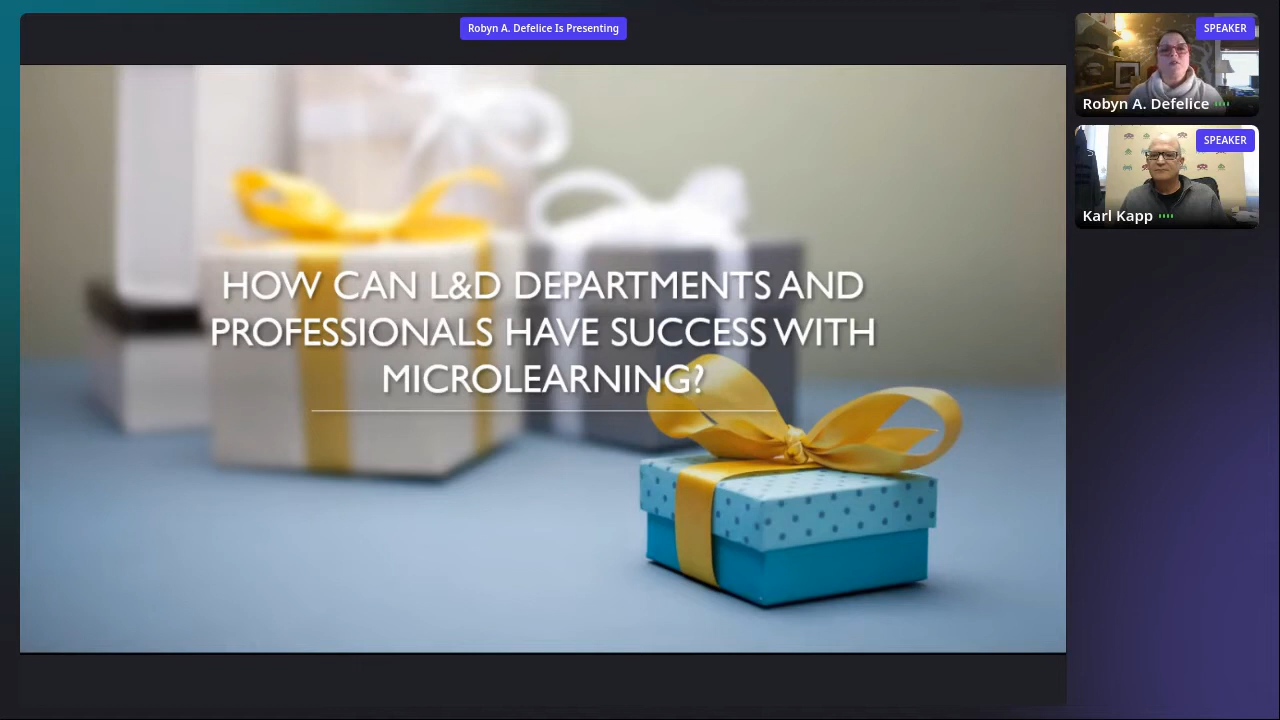 Robyn A. Defelice Is Presenting
SPEAKER
Robyn A. Defelice
SPEAKER
Karl Kapp
HOW CAN L&D DEPARTMENTS AND
PROFESSIONALS HAVE SUCCESS WITH
MICROLEARNING?